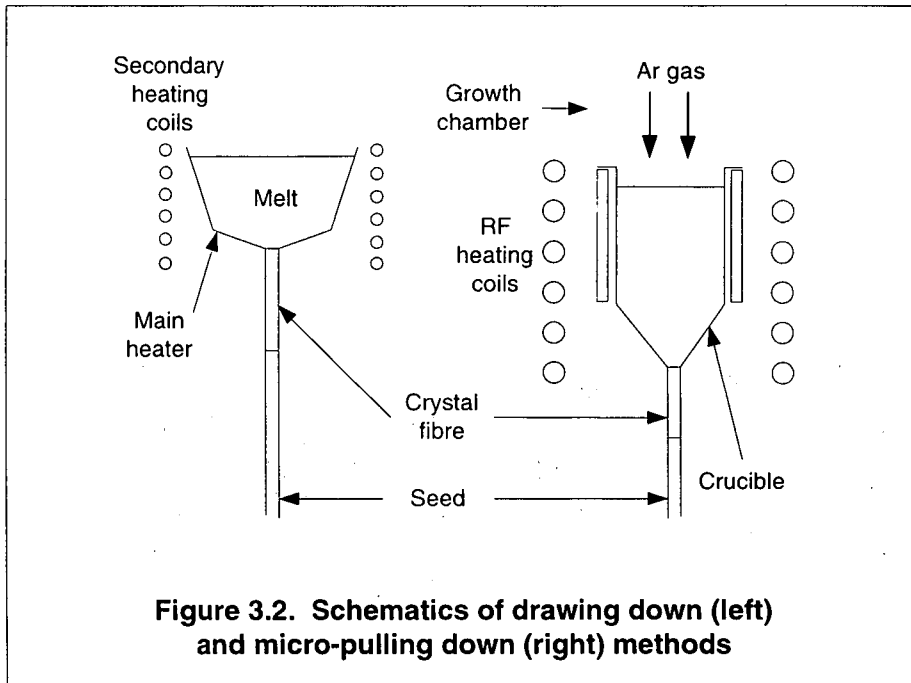 Secondary
heating
coils
Ar gas
Growth
chamber
Melt
RF
heating
coils
Main
heater
Crystal
fibre
Crucible
Seed
Figure 3.2. Schematics of drawing down (left)
and micro-pulling down (right) methods